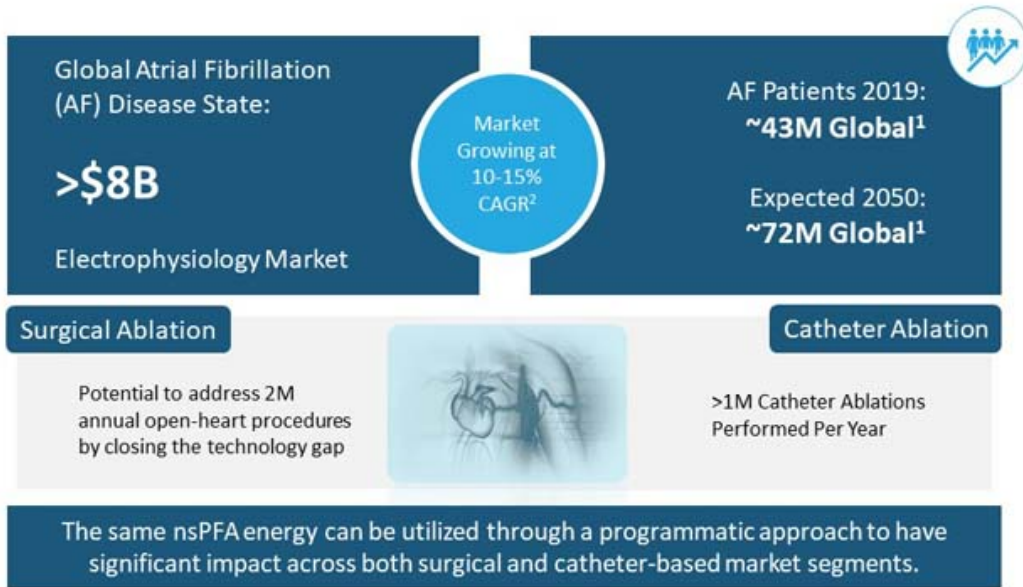 Global Atrial Fibrillation
(AF) Disease State:
>$8B
Electrophysiology Market
Market
Growing at
10-15%
CAGR²
AF Patients 2019:
~43M Global¹
Expected 2050:
~72M Global¹
Surgical Ablation
Potential to address 2M
annual open-heart procedures
by closing the technology gap
Catheter Ablation
>1M Catheter Ablations
Performed Per Year
The same nsPFA energy can be utilized through a programmatic approach to have
significant impact across both surgical and catheter-based market segments.